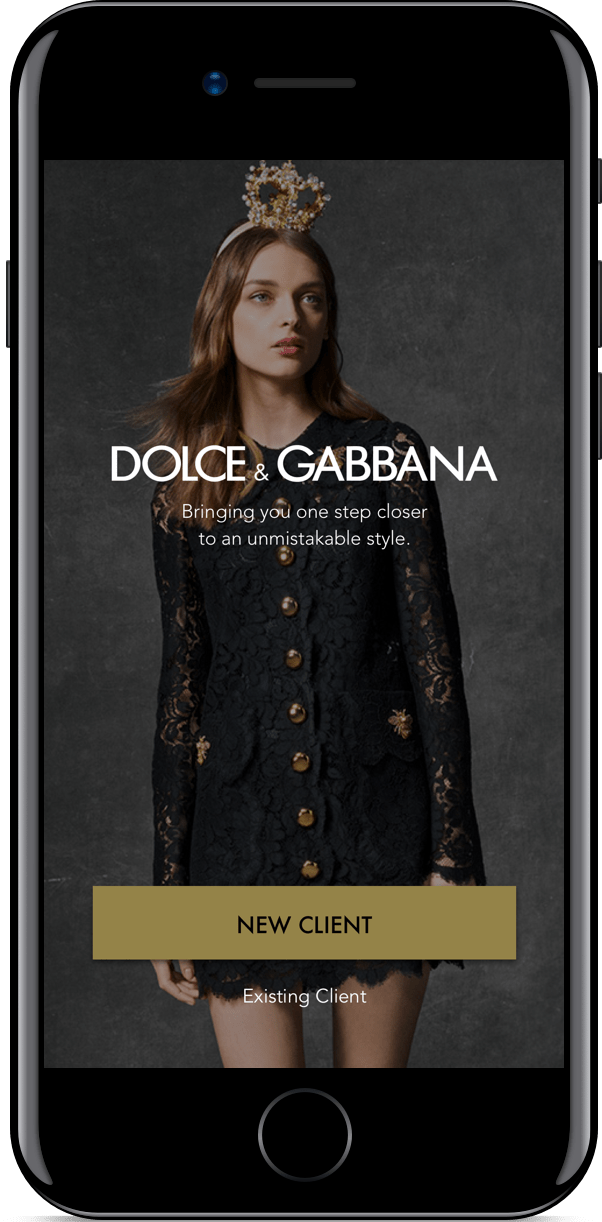 DOLCE & GABBANA
Bringing you one step closer
to an unmistakable style.
NEW CLIENT
Existing Client